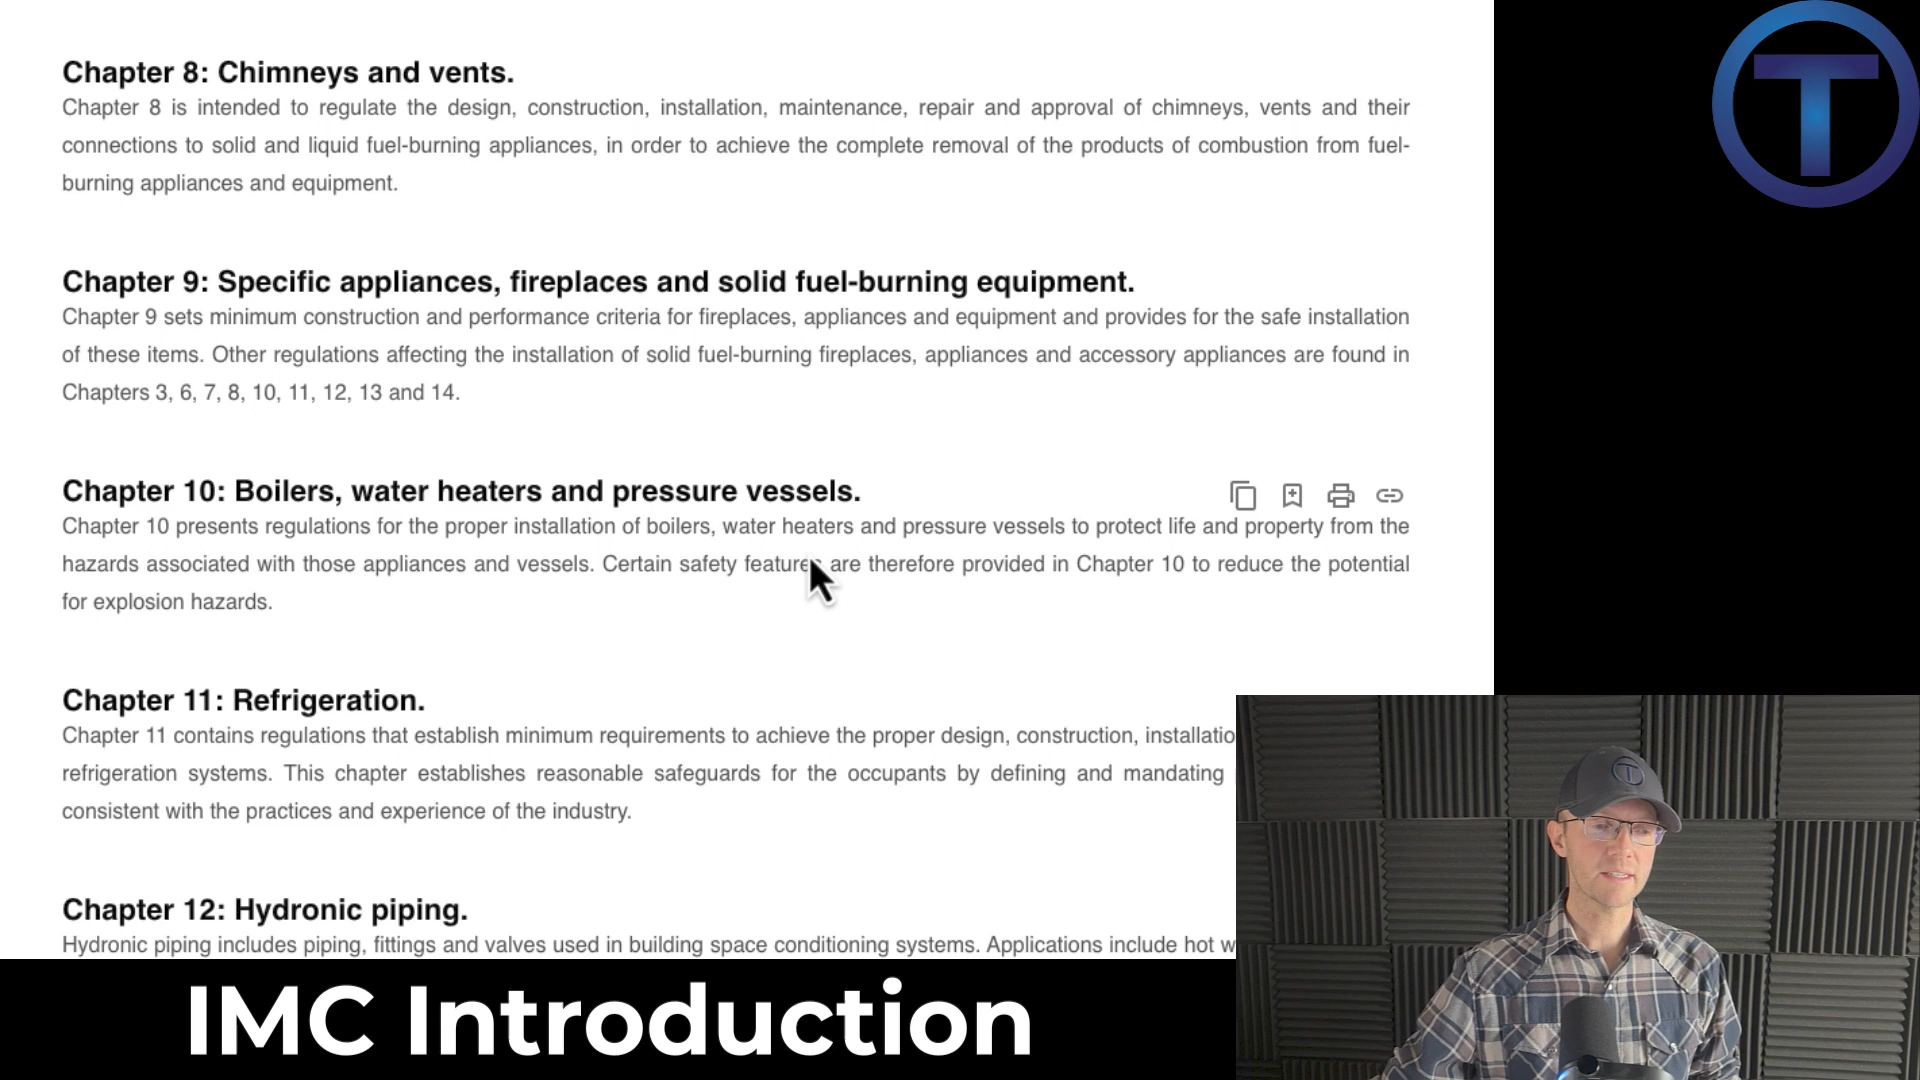 Chapter 8: Chimneys and vents.
Chapter 8 is intended to regulate the design, construction, installation, maintenance, repair and approval of chimneys, vents and their
connections to solid and liquid fuel-burning appliances, in order to achieve the complete removal of the products of combustion from fuel-
burning appliances and equipment.
Chapter 9: Specific appliances, fireplaces and solid fuel-burning equipment.
Chapter 9 sets minimum construction and performance criteria for fireplaces, appliances and equipment and provides for the safe installation
of these items. Other regulations affecting the installation of solid fuel-burning fireplaces, appliances and accessory appliances are found in
Chapters 3, 6, 7, 8, 10, 11, 12, 13 and 14.
Chapter 10: Boilers, water heaters and pressure vessels.
Chapter 10 presents regulations for the proper installation of boilers, water heaters and pressure vessels to protect life and property from the
hazards associated with those appliances and vessels. Certain safety features are therefore provided in Chapter 10 to reduce the potential
for explosion hazards.
Chapter 11: Refrigeration.
Chapter 11 contains regulations that establish minimum requirements to achieve the proper design, construction, installatio
refrigeration systems. This chapter establishes reasonable safeguards for the occupants by defining and mandating
consistent with the practices and experience of the industry.
Chapter 12: Hydronic piping.
Hydronic piping includes piping, fittings and valves used in building space conditioning systems. Applications include hot w
IMC Introduction
T
T